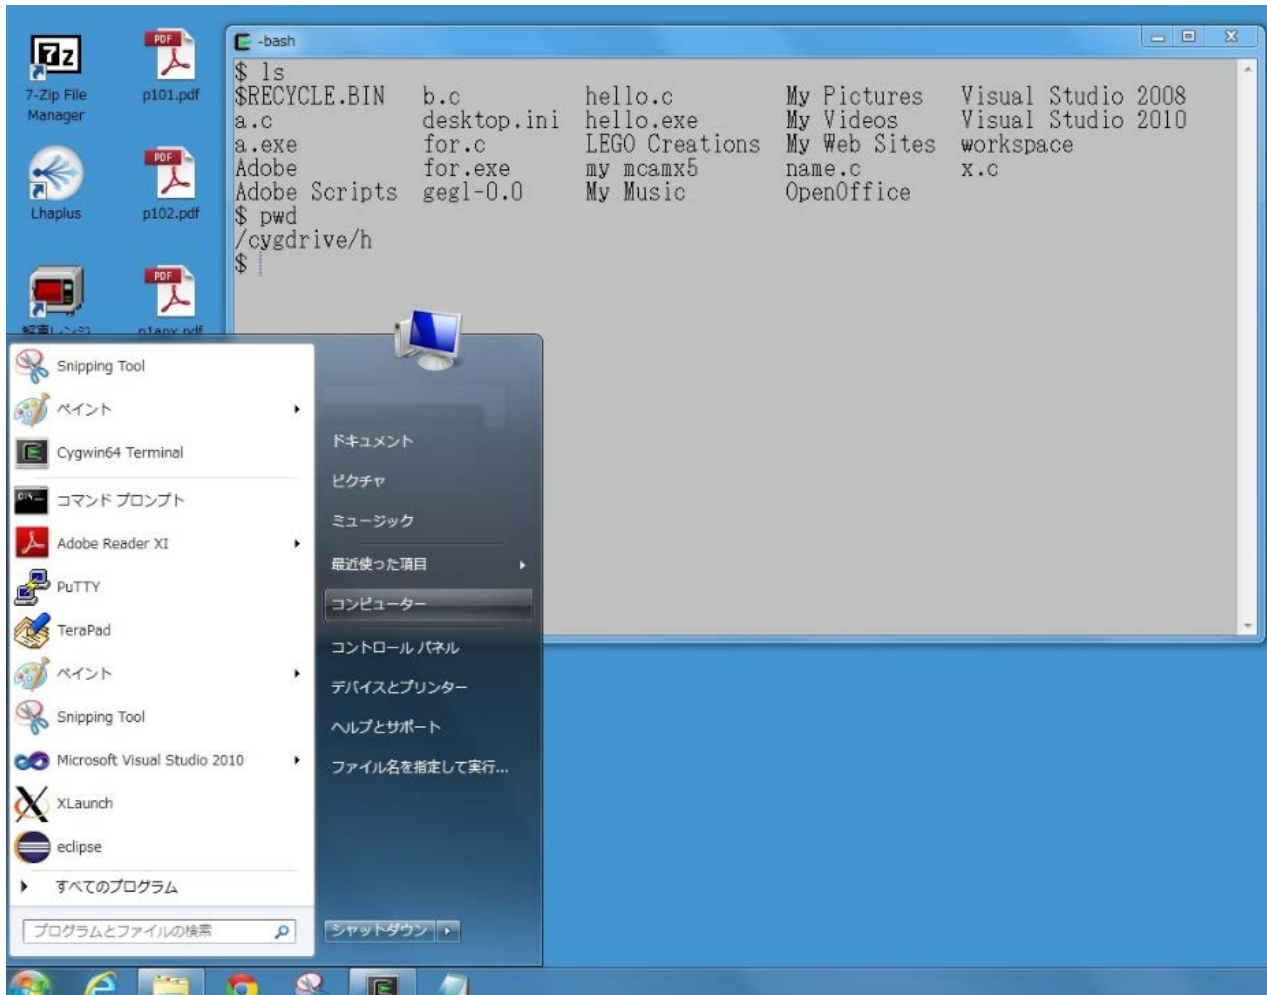 7-Zip File
Manager
p101.pdf
Lhaplus
p102.pdf
解凍レンジ
p1apx.pdf
-bash
$ ls
$RECYCLE.BIN b.c hello.c My Pictures Visual Studio 2008
a.c desktop.ini hello.exe My Videos Visual Studio 2010
a.exe for.c LEGO Creations My Web Sites workspace
Adobe for.exe my mcamx5 name.c x.c
Adobe Scripts gegl-0.0 My Music OpenOffice
$ pwd
/cygdrive/h
$
Snipping Tool
ペイント
Cygwin64 Terminal
コマンド プロンプト
Adobe Reader XI
PuTTY
TeraPad
ペイント
Snipping Tool
Microsoft Visual Studio 2010
XLaunch
eclipse
すべてのプログラム
プログラムとファイルの検索
ドキュメント
ピクチャ
ミュージック
最近使った項目
コンピューター
コントロール パネル
デバイスとプリンター
ヘルプとサポート
ファイル名を指定して実行...
シャットダウン